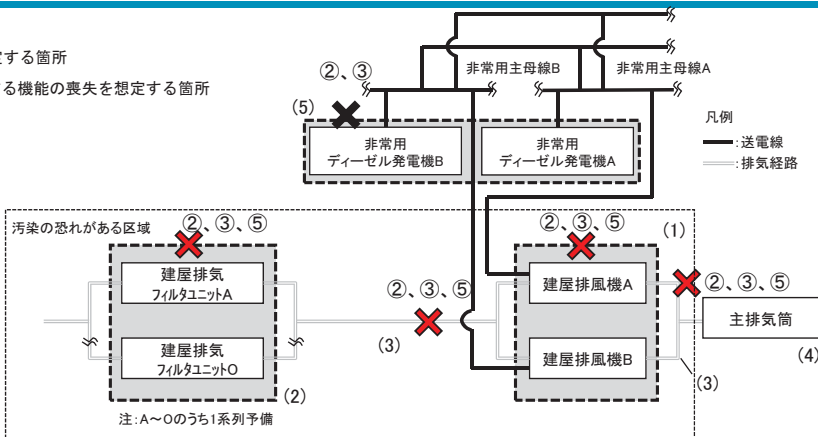 定する箇所
る機能の喪失を想定する箇所
②、③
非常用主母線B
非常用主母線A
(5)
非常用
ディーゼル発電機B
非常用
ディーゼル発電機A
凡例
:送電線
:排気経路
汚染の恐れがある区域
②、③、⑤
②、③、⑤
(1)
建屋排気
フィルタユニットA
②、③、⑤
建屋排風機A
②、③、⑤
主排気筒
(3)
(4)
建屋排気
フィルタユニットO
建屋排風機B
(3)
(2)
注:A～Oのうち1系列予備